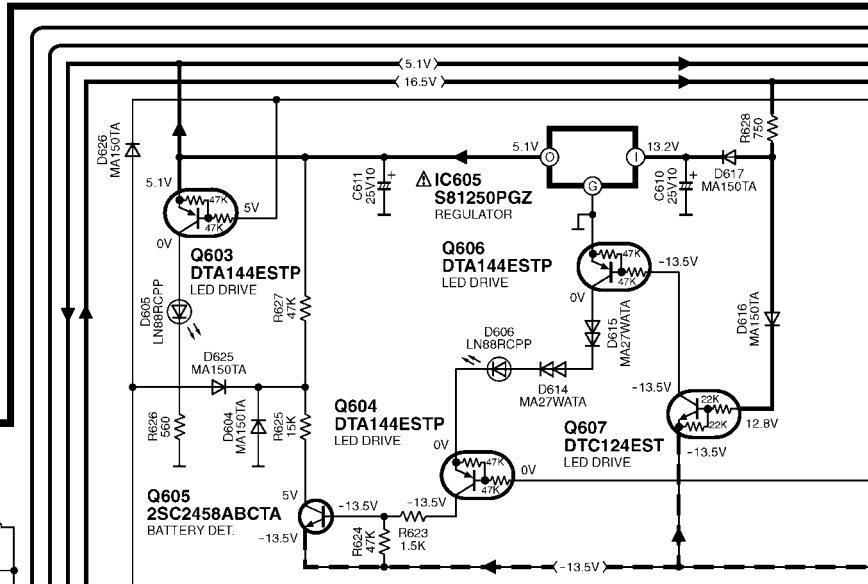 5.1V
16.5V
D626
MA150TA
5.1V
47K
47K
5V
0V
Q603
DTA144ESTP
LED DRIVE
D605
LN88RCPP
R627
47K
C611
25V10
+
IC605
S81250PGZ
REGULATOR
5.1V
O
I
G
13.2V
C610
25V10
+
D617
MA150TA
R628
750
Q606
DTA144ESTP
LED DRIVE
47K
47K
-13.5V
0V
D615
MA27WATA
D616
MA150TA
D606
LN88RCPP
D614
MA27WATA
D625
MA150TA
R626
560
D604
MA150TA
R625
15K
Q604
DTA144ESTP
LED DRIVE
0V
47K
47K
0V
Q607
DTC124EST
LED DRIVE
-13.5V
22K
22K
12.8V
-13.5V
Q605
2SC2458ABCTA
BATTERY DET.
5V
-13.5V
-13.5V
-13.5V
R624
47K
R623
1.5K
-13.5V